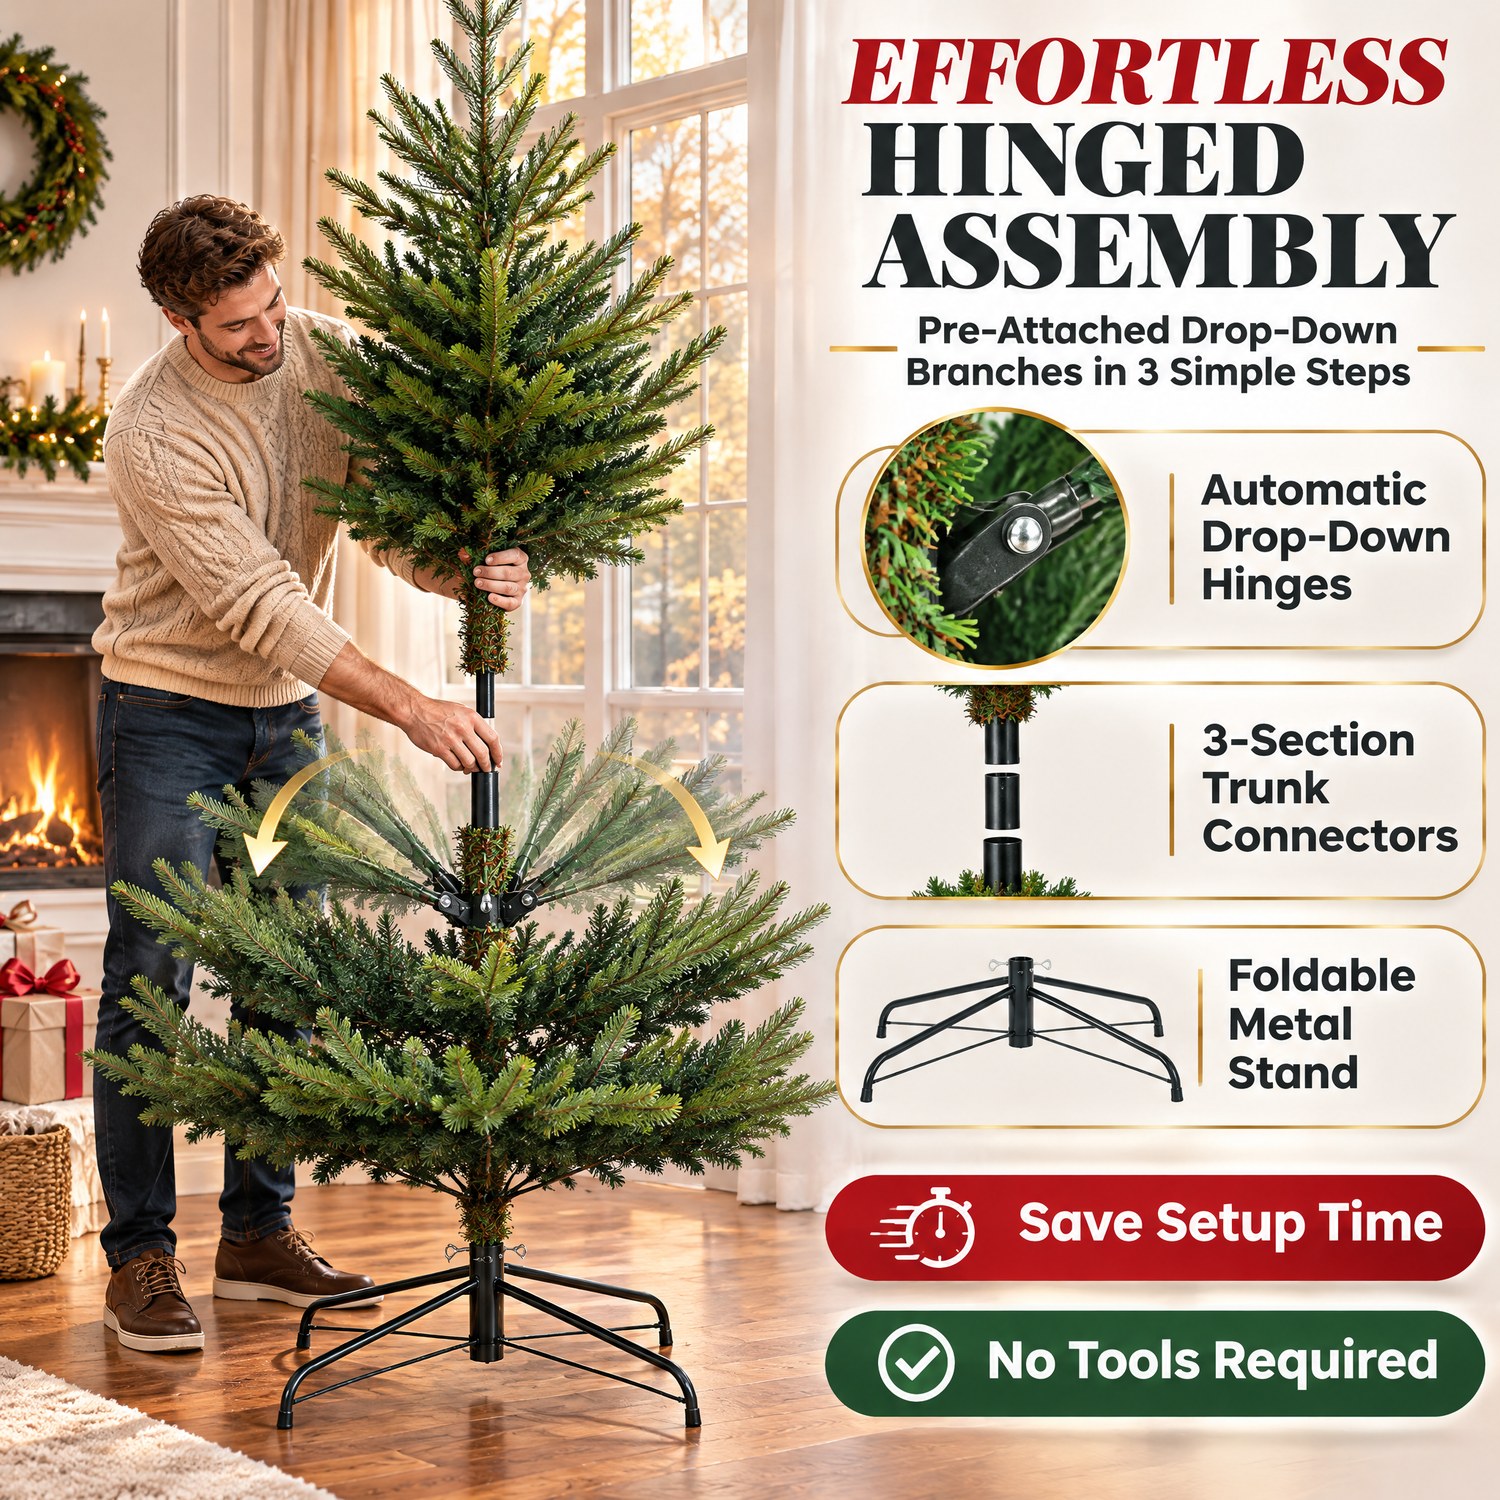 EFFORTLESS
HINGED
ASSEMBLY
Pre-Attached Drop-Down
Branches in 3 Simple Steps
Automatic
Drop-Down
Hinges
3-Section
Trunk
Connectors
Foldable
Metal
Stand
Save Setup Time
No Tools Required